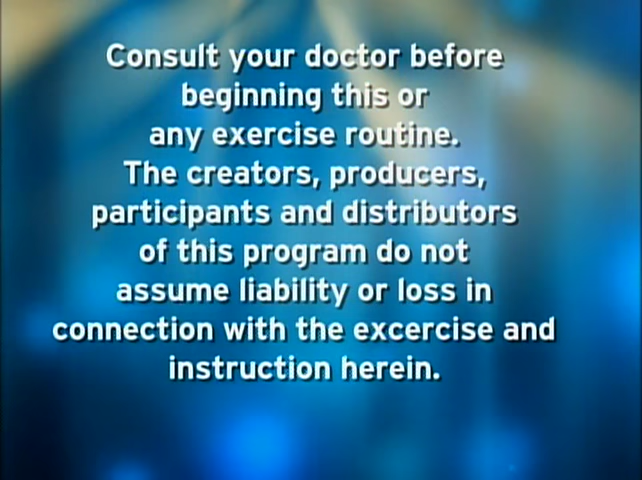 Consult your doctor before
beginning this or
any exercise routine.
The creators, producers,
participants and distributors
of this program do not
assume liability or loss in
connection with the excercise and
instruction herein.